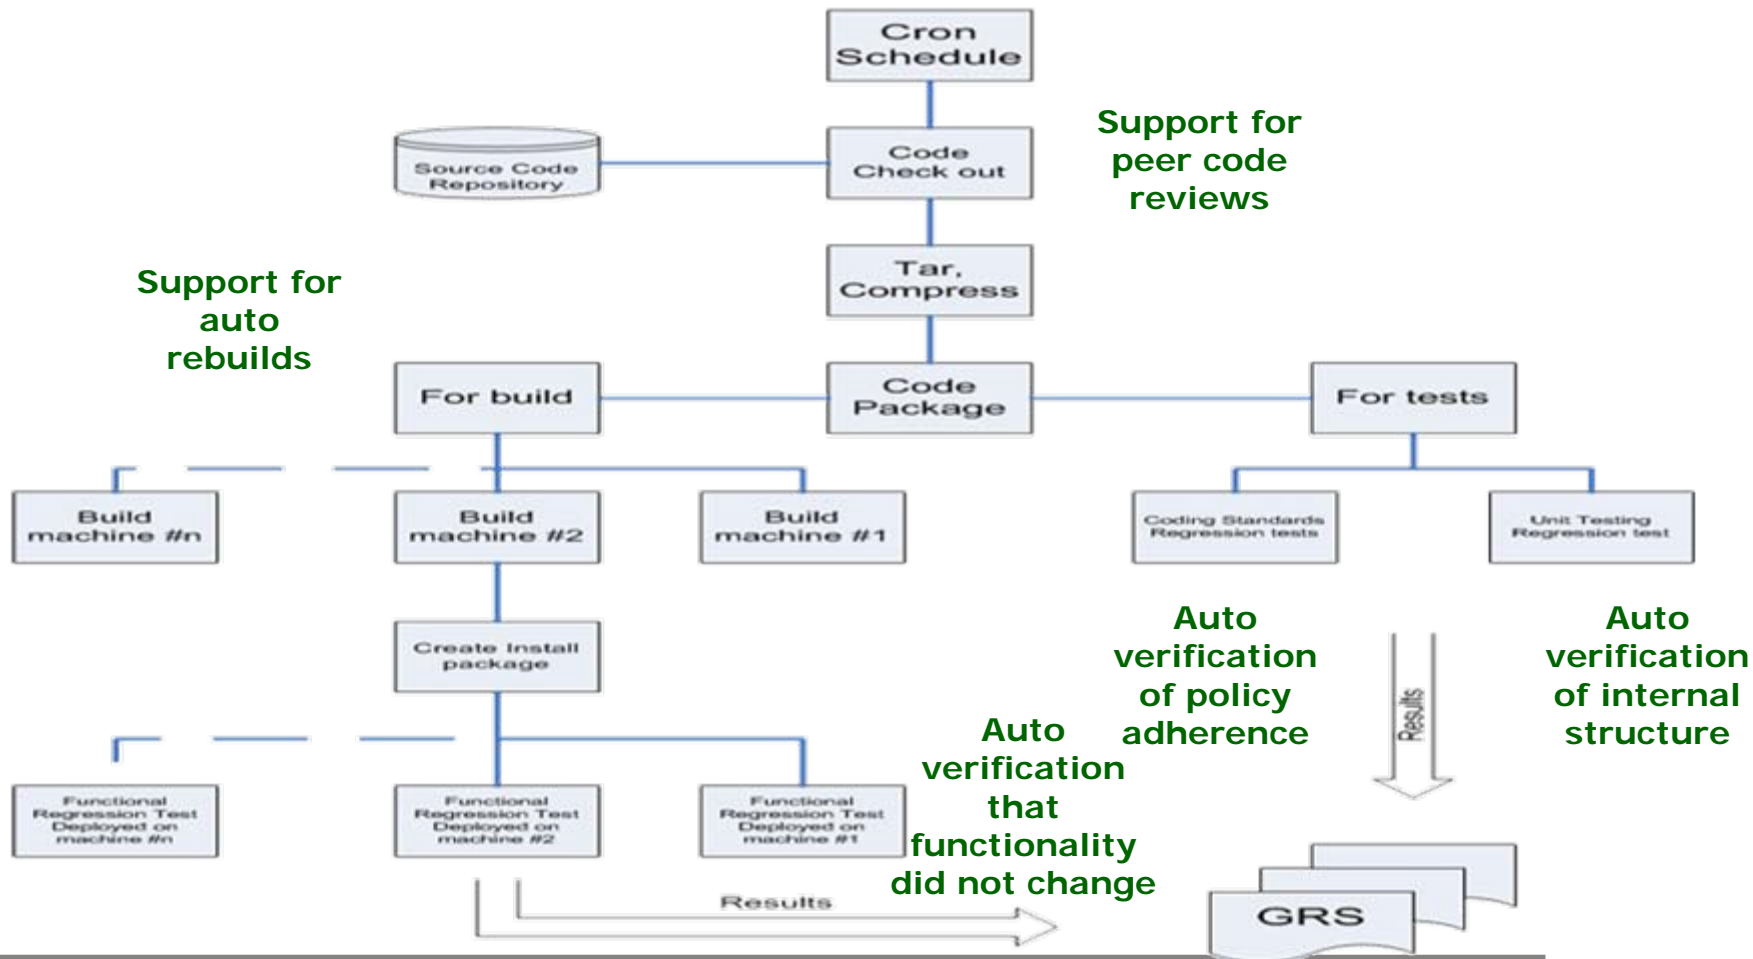 Cron
Schedule
Support for
peer code
reviews
Code
Check out
Source Code
Repository
Tar,
Compress
Support for
auto
rebuilds
For build
Code
Package
For tests
Build
machine #n
Build
machine #2
Build
machine #1
Coding Standards
Regression tests
Unit Testing
Regression test
Create Install
package
Auto
verification
of policy
adherence
Results
Auto
verification
of internal
structure
Auto
verification
that
functionality
did not change
Functional
Regression Test
Deployed on
machine #n
Functional
Regression Test
Deployed on
machine #2
Functional
Regression Test
Deployed on
machine #1
Results
GRS